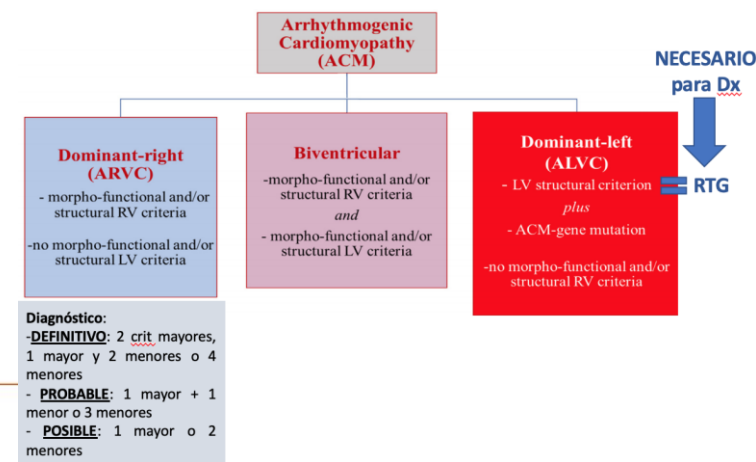 Arrhythmogenic
Cardiomyopathy
(ACM)
NECESARIO
para Dx
Dominant-right
(ARVC)
- morpho-functional and/or
structural RV criteria
-no morpho-functional and/or
structural LV criteria
Biventricular
-morpho-functional and/or
structural RV criteria
and
- morpho-functional and/or
structural LV criteria
Dominant-left
(ALVC)
- LV structural criterion
plus
- ACM-gene mutation
-no morpho-functional and/or
structural RV criteria
RTG
Diagnóstico:
-DEFINITIVO: 2 crit mayores,
1 mayor y 2 menores o 4
menores
- PROBABLE: 1 mayor + 1
menor o 3 menores
- POSIBLE: 1 mayor o 2
menores